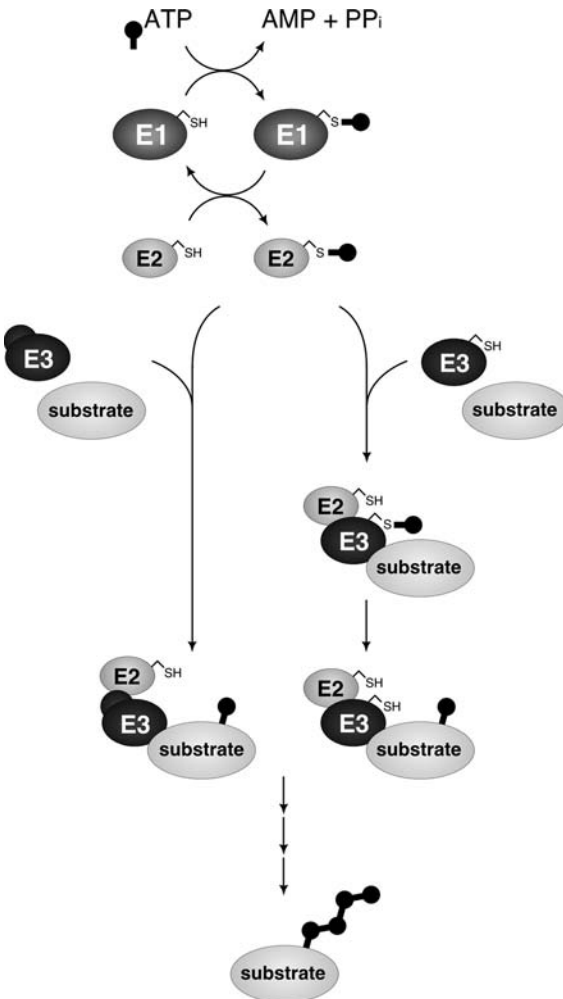 ATP AMP + PPi
SH S
E1 E1
SH S
E2 E2
E3 SH
E3
substrate substrate
SH
E2 S
E3
substrate
SH SH
E2 E2 SH
E3 E3
substrate substrate
substrate